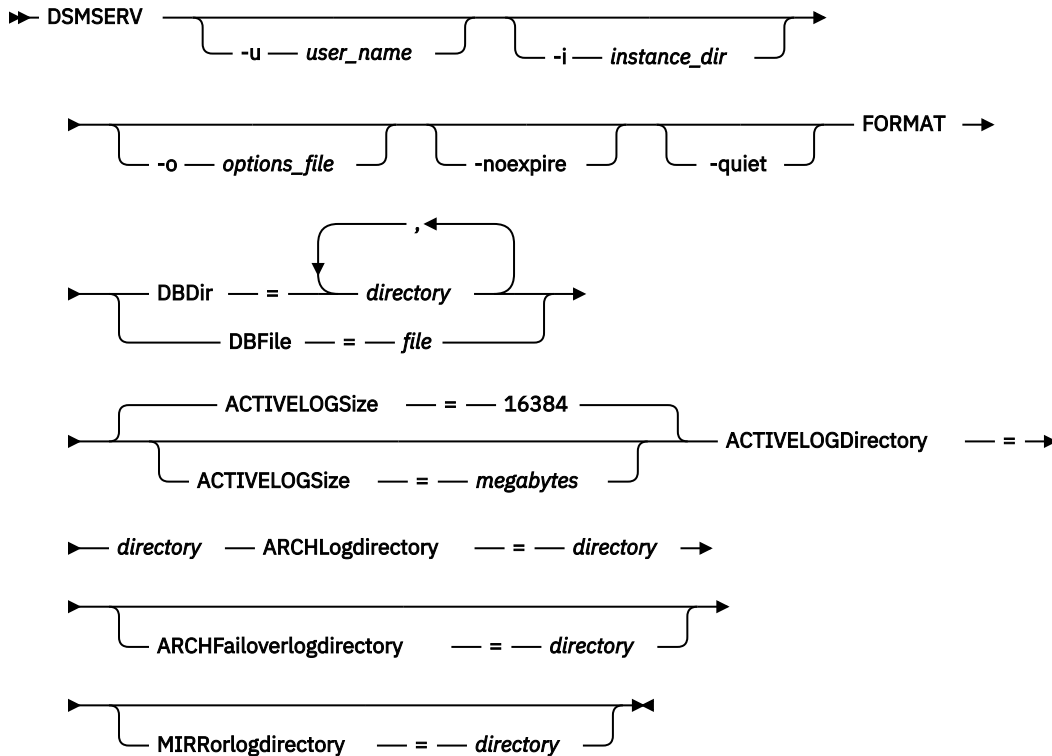 DSMSERV
-u user_name
-i instance_dir
-o options_file
-noexpire
-quiet
FORMAT
,
DBDir = directory
DBFile = file
ACTIVELOGSize = 16384
ACTIVELOGSize = megabytes
ACTIVELOGDirectory =
directory ARCHLogdirectory = directory
ARCHFailoverlogdirectory = directory
MIRRorlogdirectory = directory